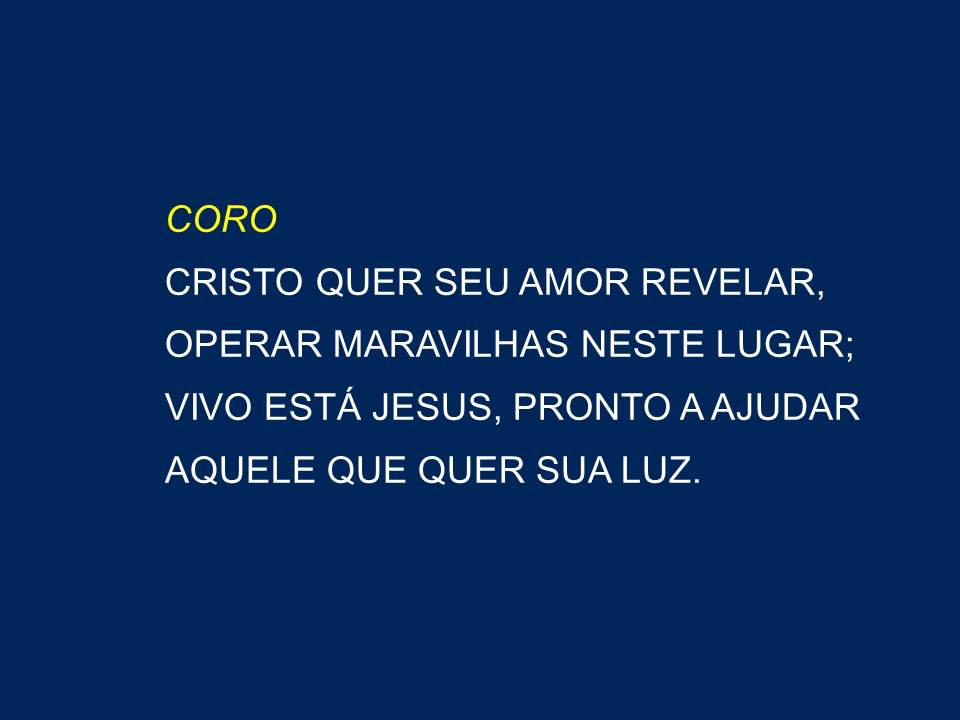 CORO
CRISTO QUER SEU AMOR REVELAR,
OPERAR MARAVILHAS NESTE LUGAR;
VIVO ESTÁ JESUS, PRONTO A AJUDAR
AQUELE QUE QUER SUA LUZ.